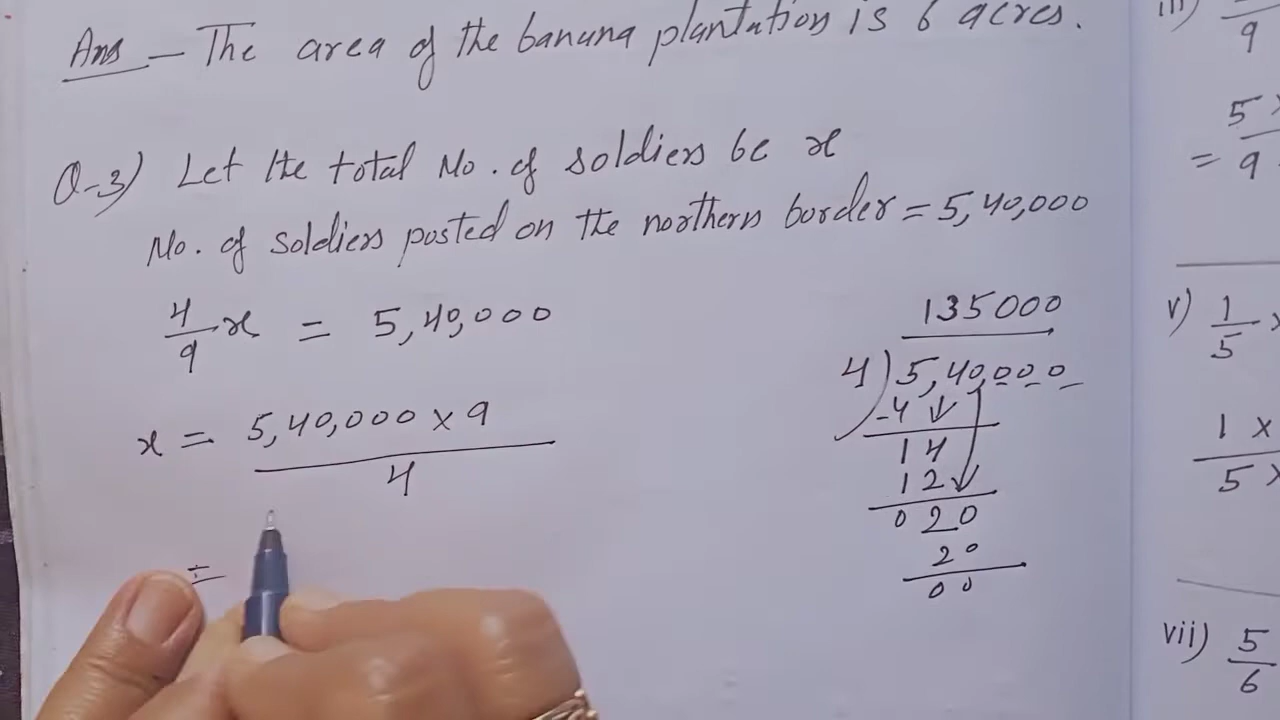 Ans - The area of the banana plantation is 6 acres.
Q-3) Let the total No. of soldiers be x
No. of soldiers posted on the northern border = 5,40,000
4/9 x = 5,40,000
x = 5,40,000 x 9
4
=
135000
4) 5,40,000
-4
14
12
020
20
00
iii)
9
5 x
= 9
v) 1
5 x
1 x
5 x
vii) 5
6